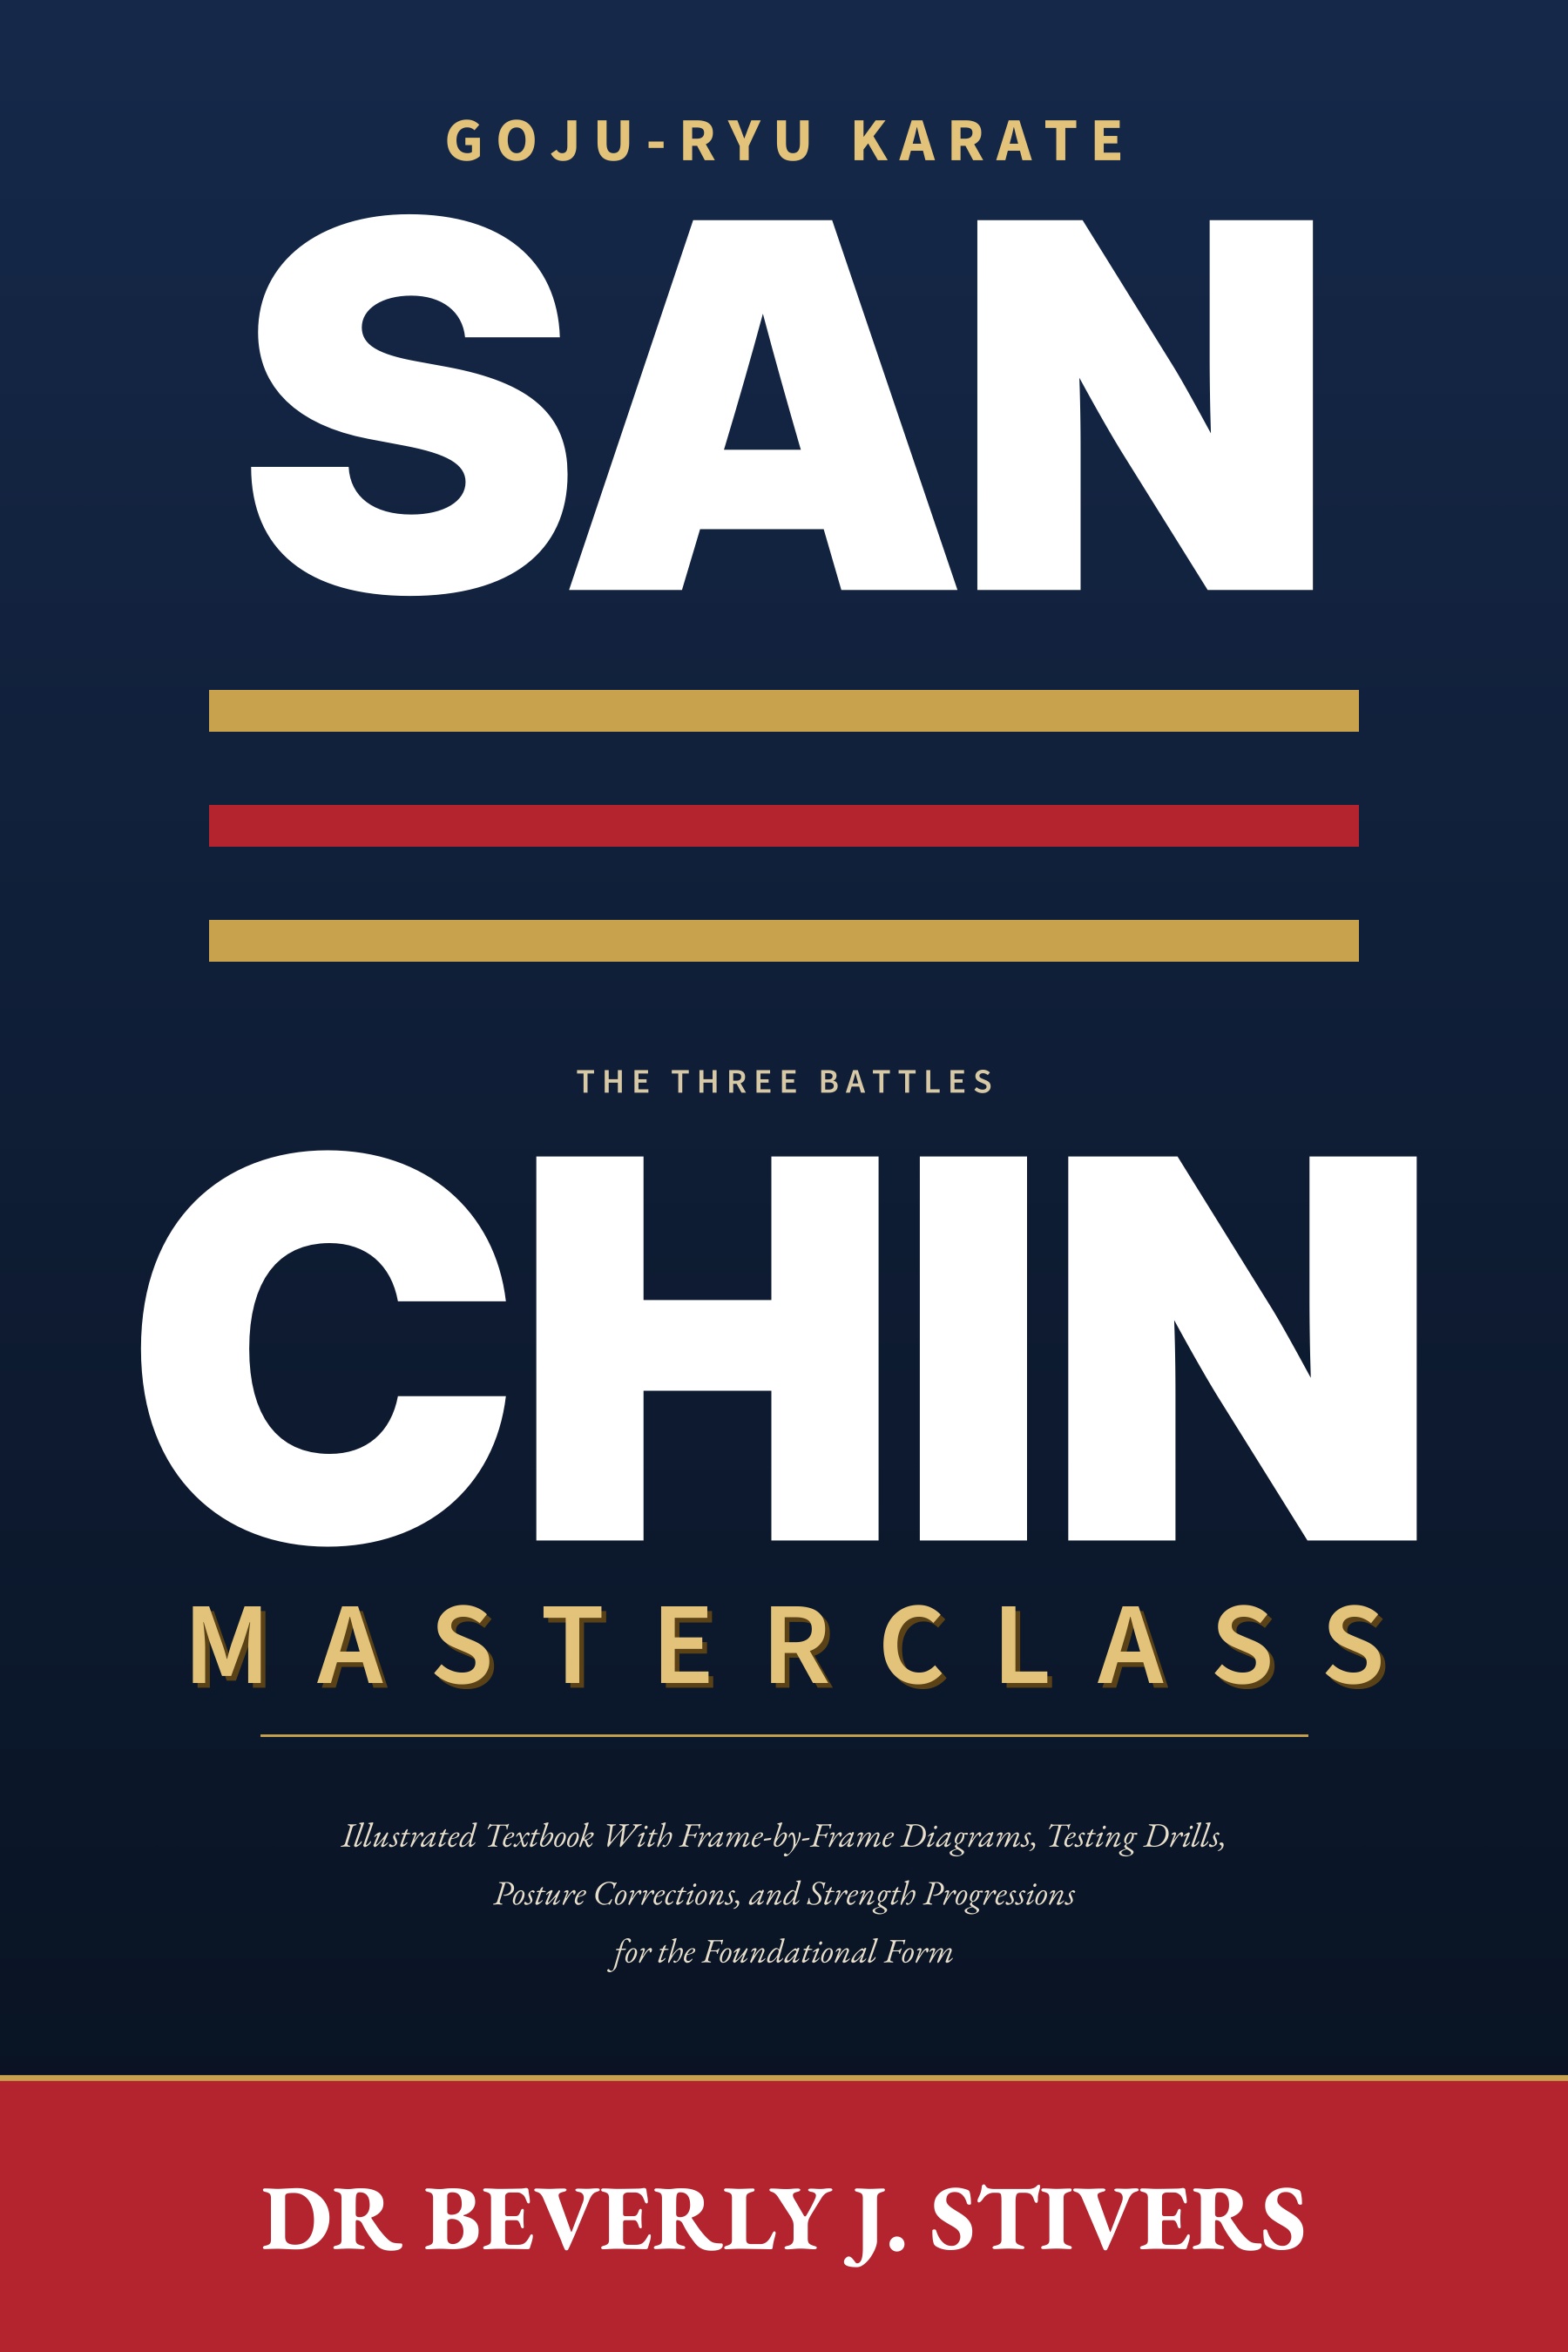 GOJU-RYU KARATE
SAN
THE THREE BATTLES
CHIN
MASTERCLASS
Illustrated Textbook With Frame-by-Frame Diagrams, Testing Drills,
Posture Corrections, and Strength Progressions
for the Foundational Form
DR BEVERLY J. STIVERS